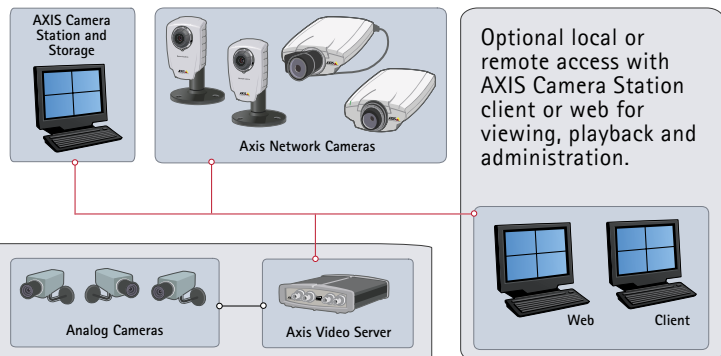 AXIS Camera
Station and
Storage
Axis Network Cameras
Optional local or
remote access with
AXIS Camera Station
client or web for
viewing, playback and
administration.
Analog Cameras
Axis Video Server
Web
Client